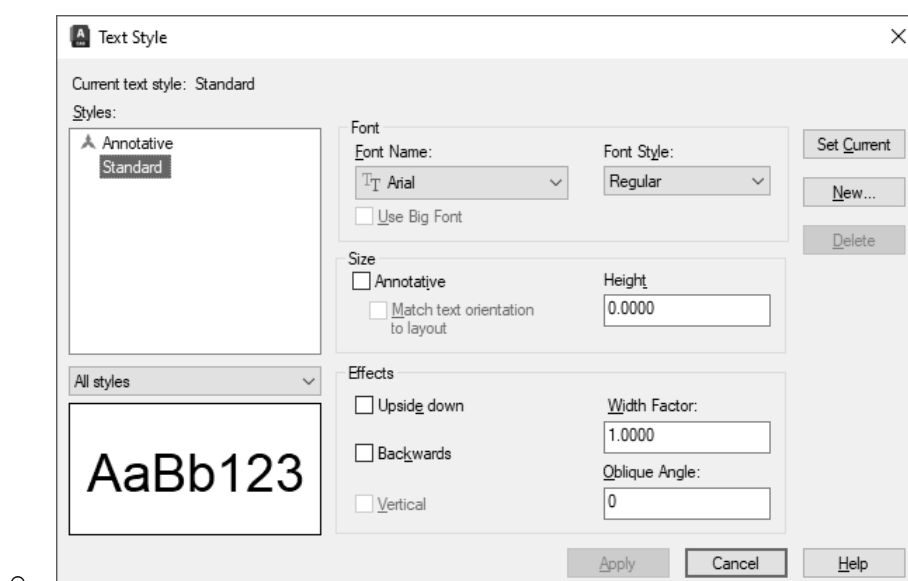 Text Style
Current text style: Standard
Styles:
Annotative
Standard
All styles
AaBb123
Font
Font Name:
Font Style:
Arial
Regular
Use Big Font
Size
Annotative
Height
Match text orientation
to layout
0.0000
Effects
Upside down
Width Factor:
1.0000
Backwards
Oblique Angle:
0
Vertical
Set Current
New...
Delete
Apply
Cancel
Help